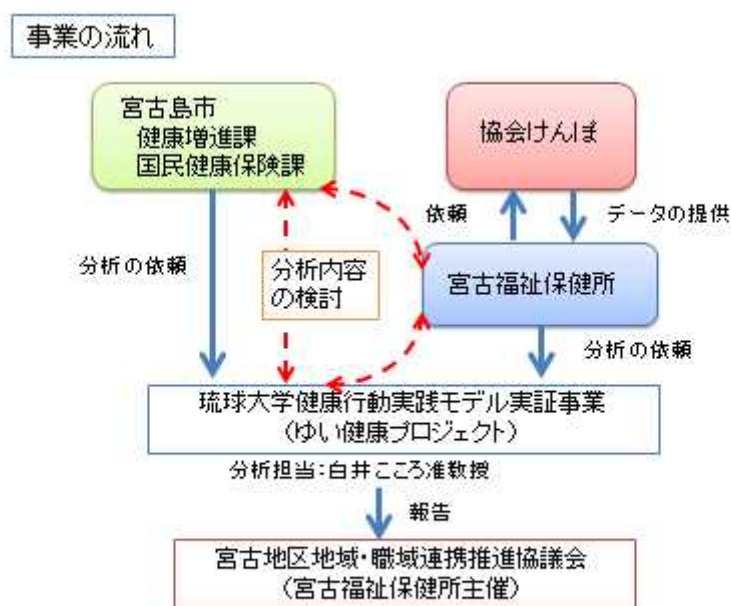 事業の流れ
宮古島市
健康増進課
国民健康保険課
協会けんぽ
依頼
データの提供
分析の依頼
分析内容
の検討
宮古福祉保健所
分析の依頼
琉球大学健康行動実践モデル実証事業
（ゆい健康プロジェクト）
分析担当:白井こころ准教授
報告
宮古地区地域・職域連携推進協議会
（宮古福祉保健所主催）